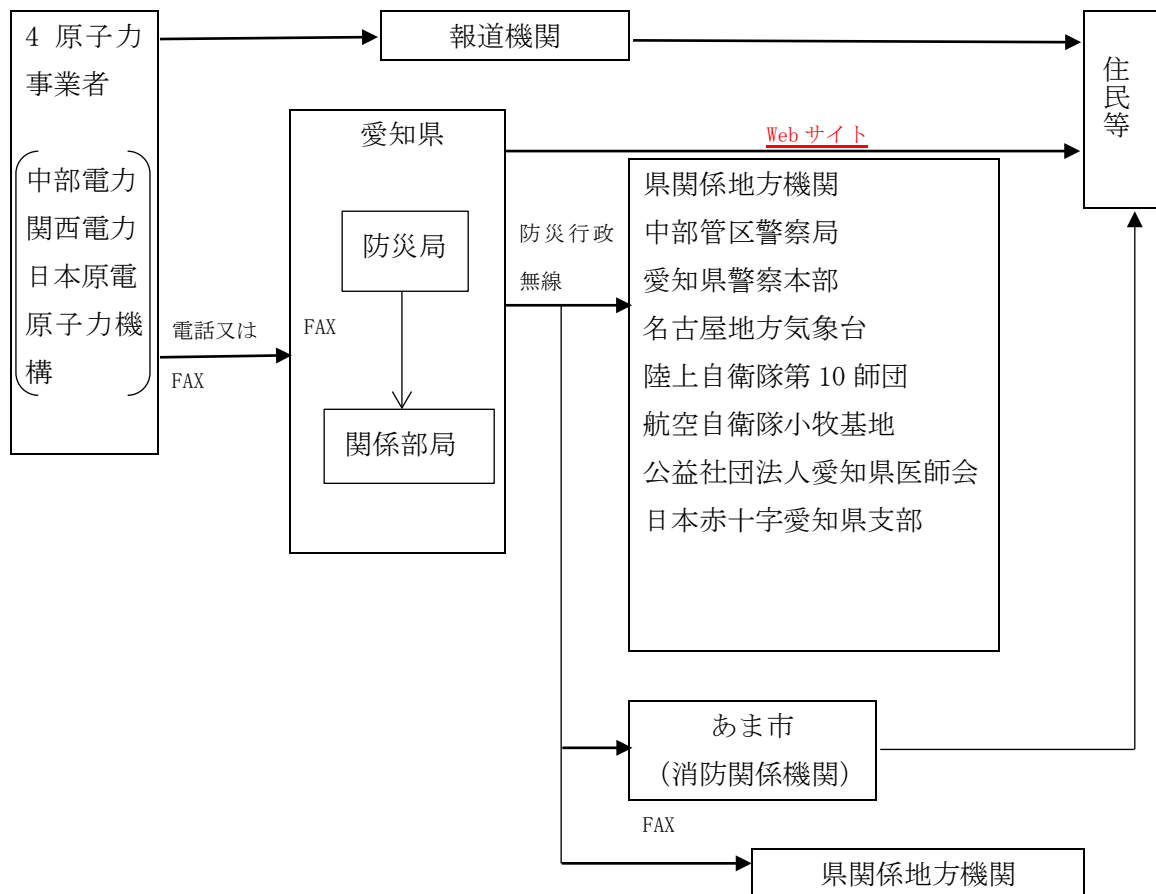 4 原子力
事業者
中部電力
関西電力
日本原電
原子力機
構
報道機関
住民等
愛知県
Web サイト
防災局
FAX
関係部局
電話又は
FAX
防災行政
無線
県関係地方機関
中部管区警察局
愛知県警察本部
名古屋地方気象台
陸上自衛隊第 10 師団
航空自衛隊小牧基地
公益社団法人愛知県医師会
日本赤十字愛知県支部
あま市
（消防関係機関）
FAX
県関係地方機関